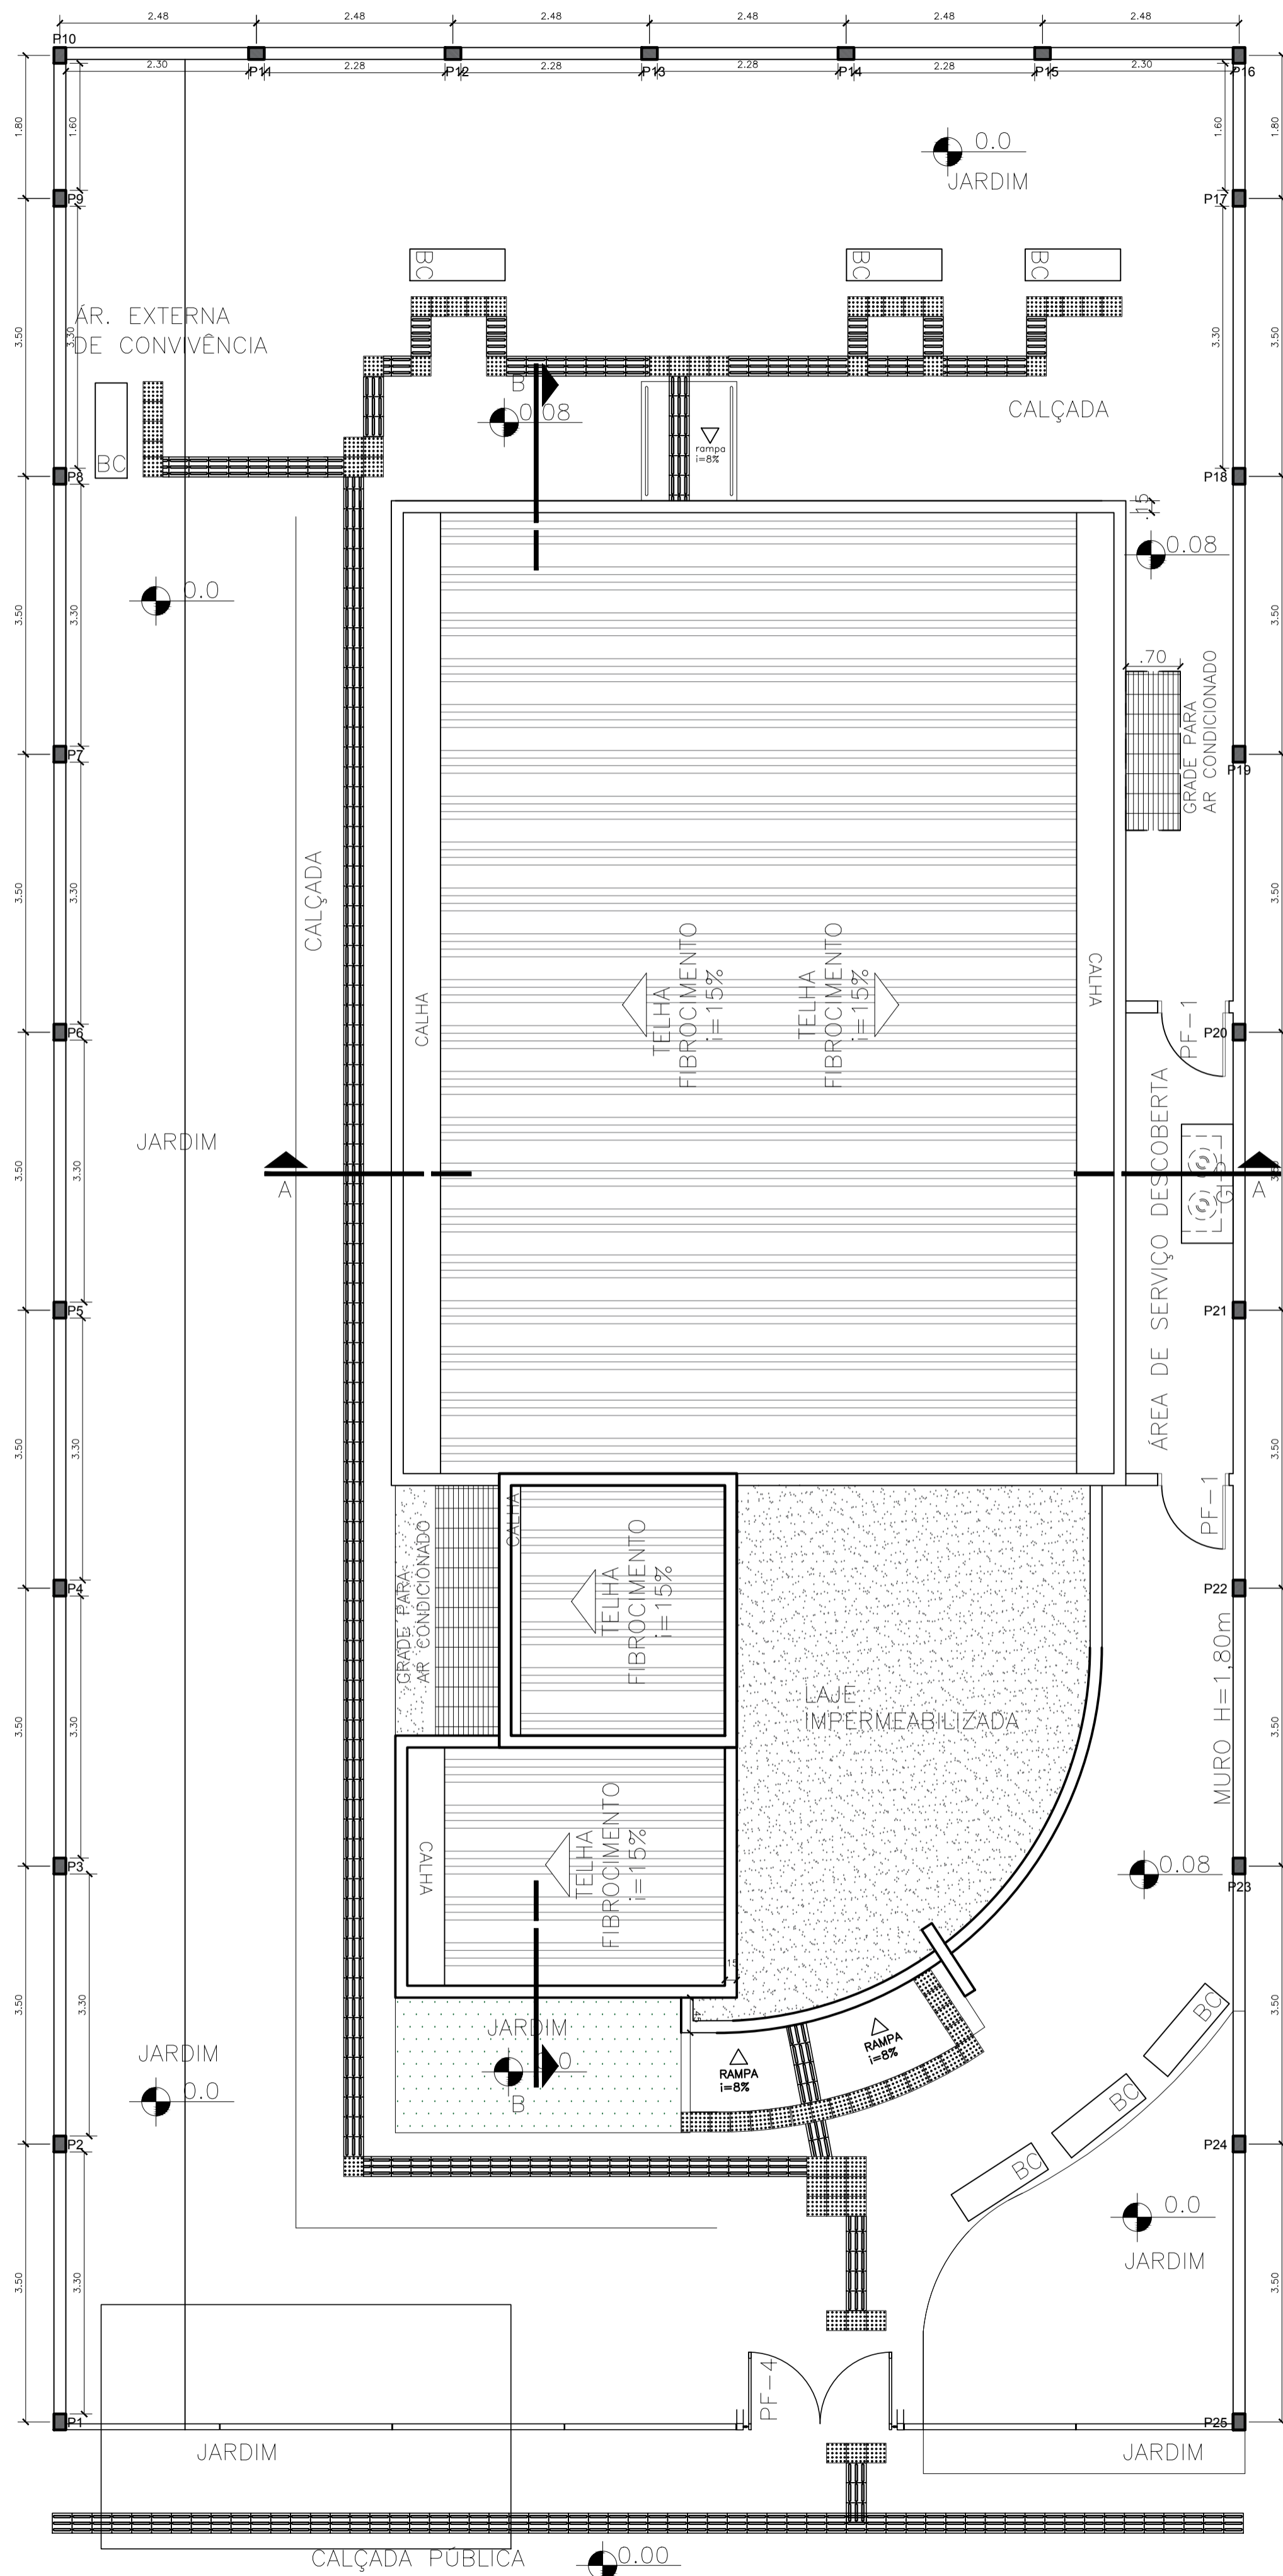 2.48
2.48
2.48
2.48
2.48
2.48
P10
2.30
P11
2.28
P12
2.28
P13
2.28
P14
2.28
P15
2.30
P16
1.80
1.60
1.60
1.80
0.0
JARDIM
P9
P17
BC
BC
BC
ÁR. EXTERNA
DE CONVIVÊNCIA
3.50
3.30
3.30
3.50
B
0.08
CALÇADA
rampa
i=8%
BC
P8
P18
.15
0.08
0.0
3.50
3.30
3.50
.70
GRADE PARA
AR CONDICIONADO
P7
P19
CALÇADA
3.50
3.30
3.50
CALHA
TELHA
FIBROCIMENTO
i=15%
TELHA
FIBROCIMENTO
i=15%
CALHA
PF-1
P6
P20
JARDIM
ÁREA DE SERVIÇO DESCOBERTA
3.50
3.30
A
A
P5
P21
3.50
3.30
3.50
PF-1
CALHA
GRADE PARA
AR CONDICIONADO
TELHA
FIBROCIMENTO
i=15%
P4
P22
LAJE
IMPERMEABILIZADA
MURO H=1,80m
3.50
3.30
3.50
CALHA
TELHA
FIBROCIMENTO
i=15%
P3
0.08
P23
15
3.50
3.30
3.50
JARDIM
JARDIM
0.0
B
RAMPA
i=8%
RAMPA
i=8%
BC
BC
BC
0.0
P2
P24
0.0
JARDIM
3.50
3.30
3.50
PF-4
P1
P25
JARDIM
JARDIM
CALÇADA PÚBLICA
0.00